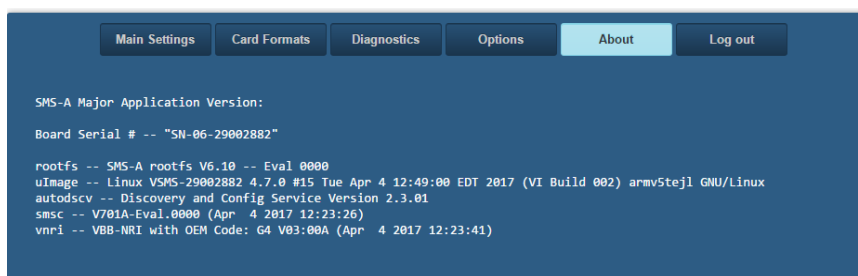 Main Settings Card Formats Diagnostics Options About Log out
SMS-A Major Application Version:
Board Serial # -- "SN-06-29002882"
rootfs -- SMS-A rootfs V6.10 -- Eval 0000
uImage -- Linux VSMS-29002882 4.7.0 #15 Tue Apr 4 12:49:00 EDT 2017 (VI Build 002) armv5tejl GNU/Linux
autodscv -- Discovery and Config Service Version 2.3.01
smsc -- V701A-Eval.0000 (Apr  4 2017 12:23:26)
vnri -- VBB-NRI with OEM Code: G4 V03:00A (Apr  4 2017 12:23:41)